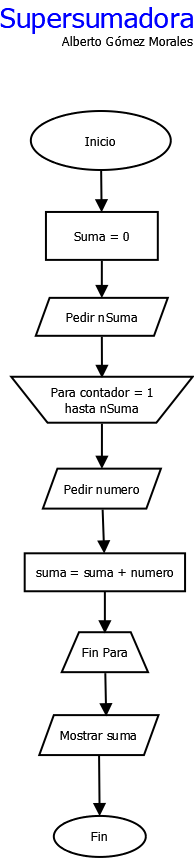 Supersumadora
Alberto Gómez Morales
Inicio
Suma = 0
Pedir nSuma
Para contador = 1
hasta nSuma
Pedir numero
suma = suma + numero
Fin Para
Mostrar suma
Fin